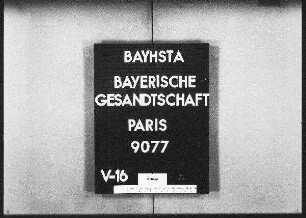 BAYHSTA
BAYERISCHE
GESANDTSCHAFT
PARIS
9077
V-16